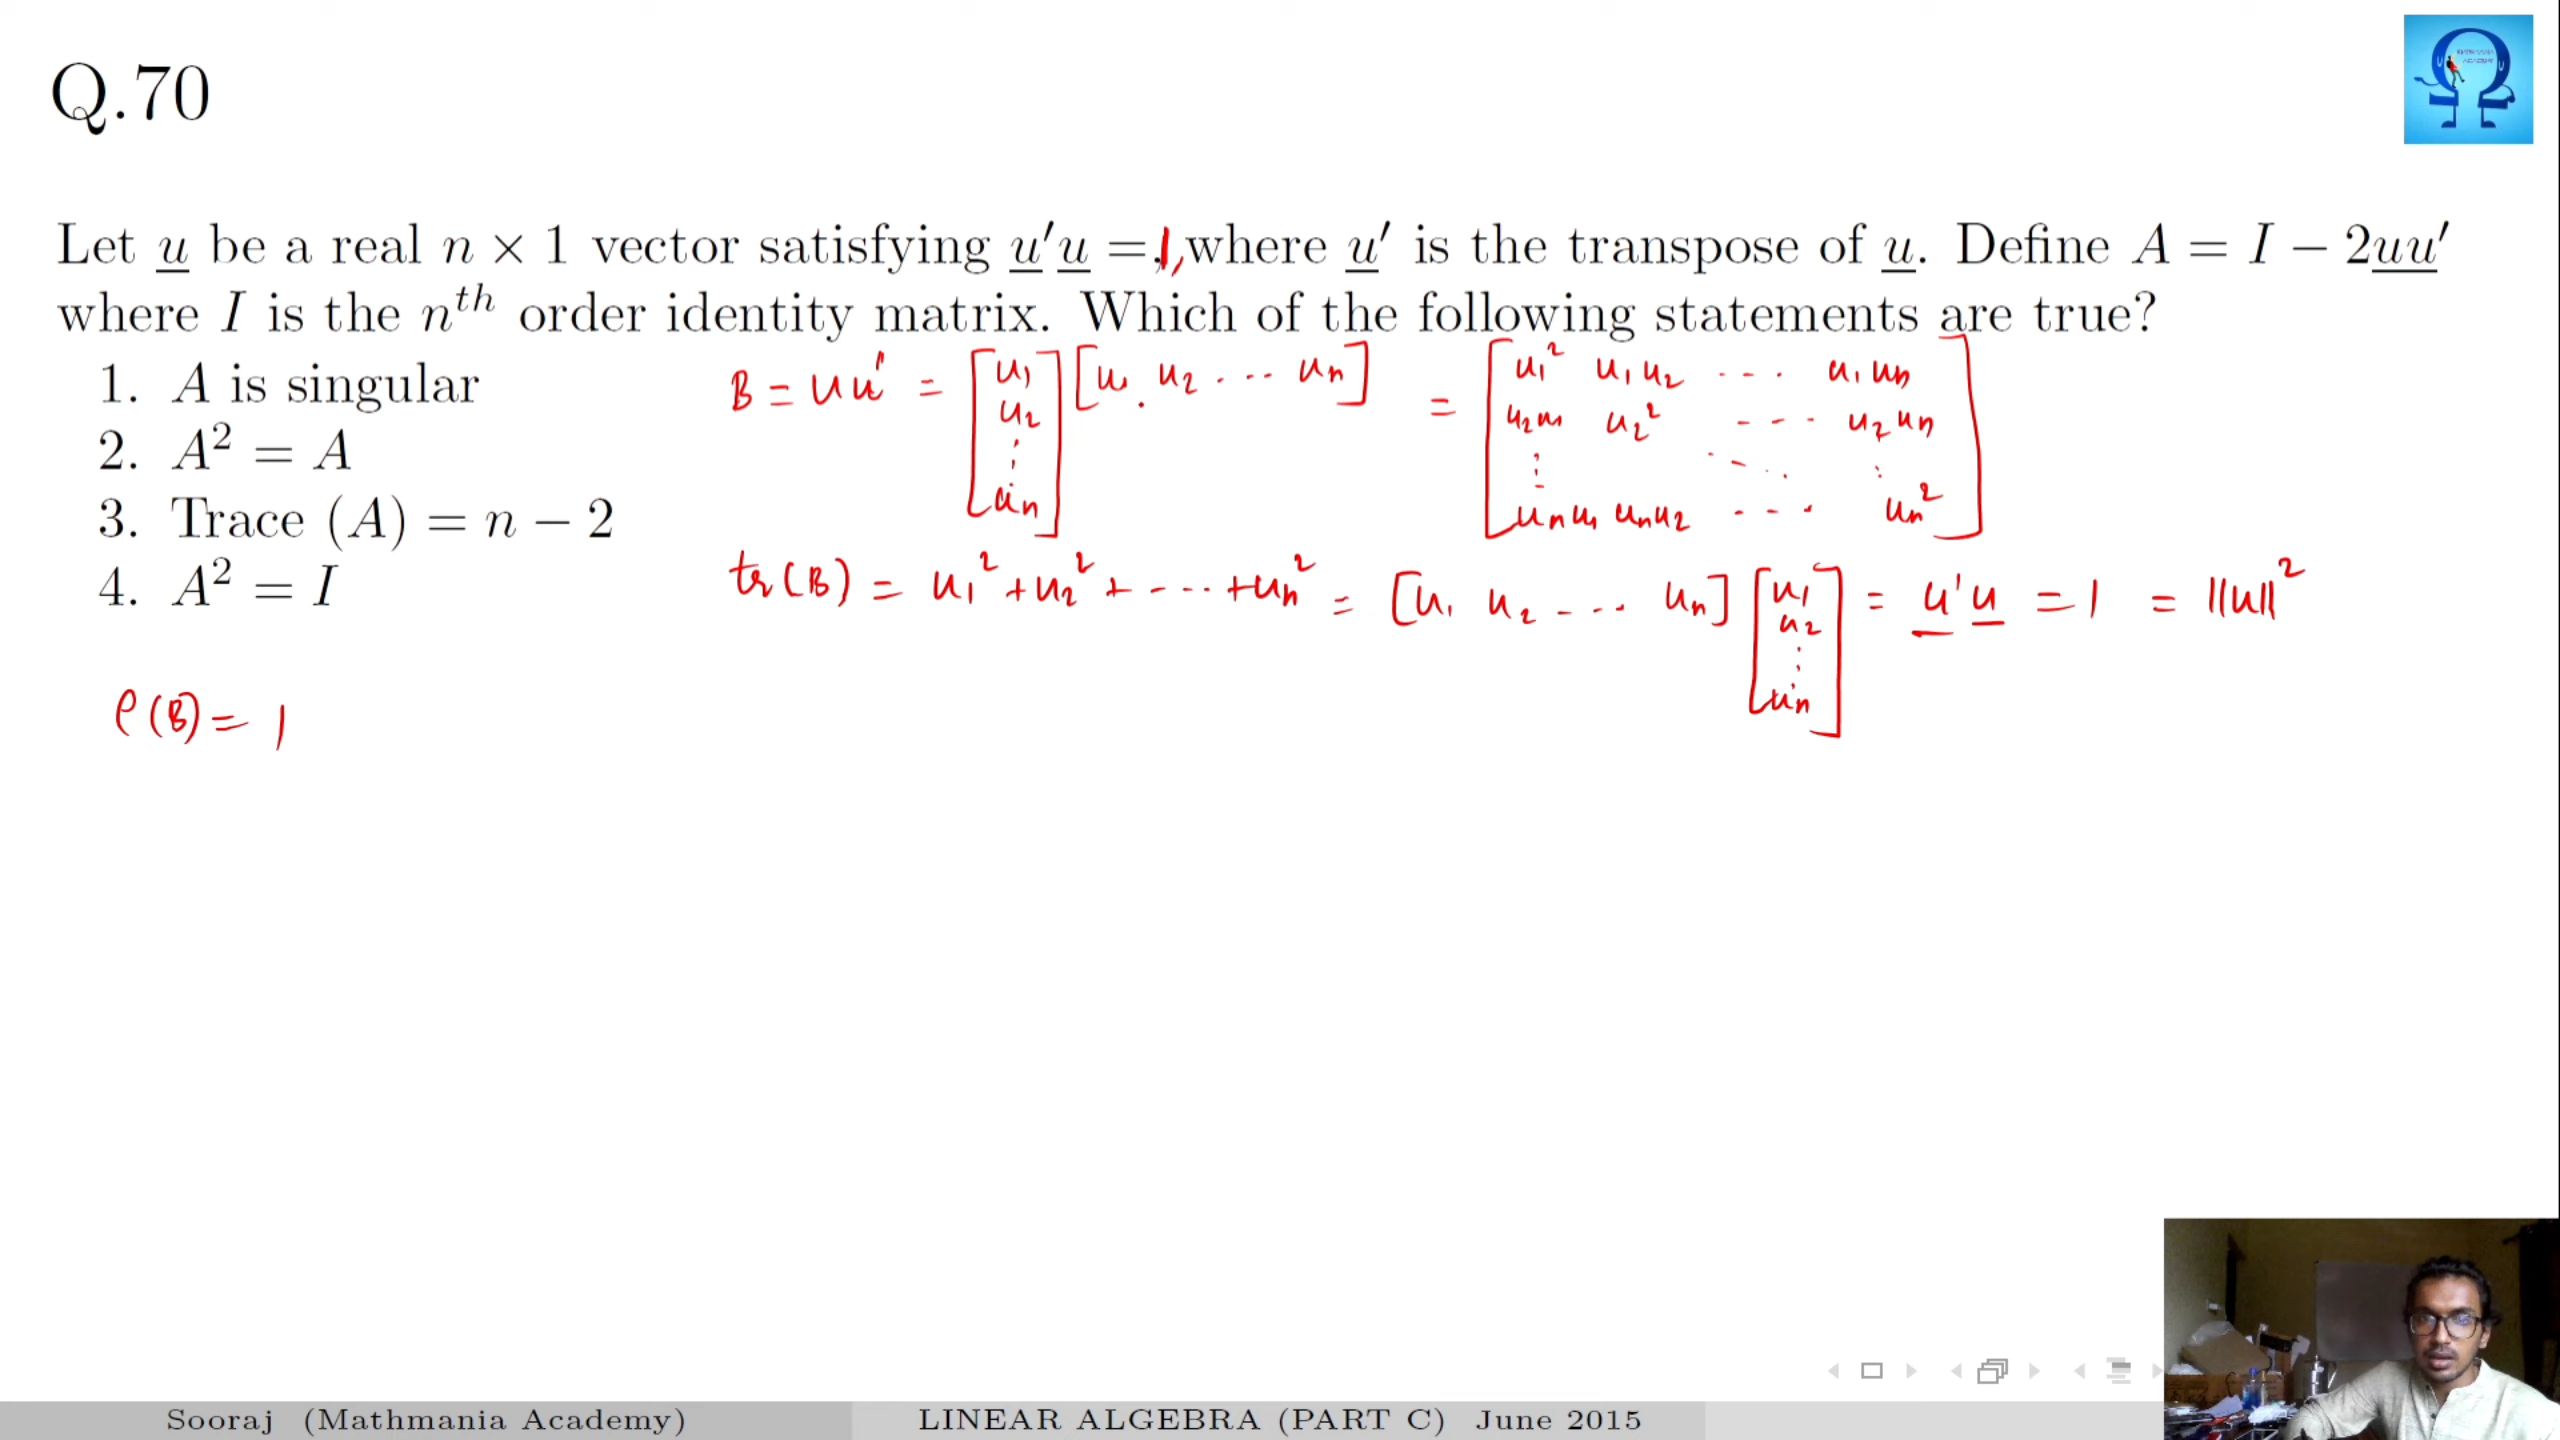 Q.70
Let u be a real n × 1 vector satisfying u′u = 1, where u′ is the transpose of u. Define A = I − 2uu′
where I is the nᵗʰ order identity matrix. Which of the following statements are true?
1. A is singular
2. A² = A
3. Trace (A) = n − 2
4. A² = I
B = uu′ = [u₁ u₂ ⋮ uₙ] [u₁ u₂ ... uₙ] = [u₁² u₁u₂ ... u₁uₙ
u₂u₁ u₂² ... u₂uₙ
⋮ ⋱ ⋮
uₙu₁ uₙu₂ ... uₙ²]
tr(B) = u₁² + u₂² + ... + uₙ² = [u₁ u₂ ... uₙ] [u₁ u₂ ⋮ uₙ] = u′u = 1 = ||u||²
ρ(B) = 1
Sooraj (Mathmania Academy) LINEAR ALGEBRA (PART C) June 2015